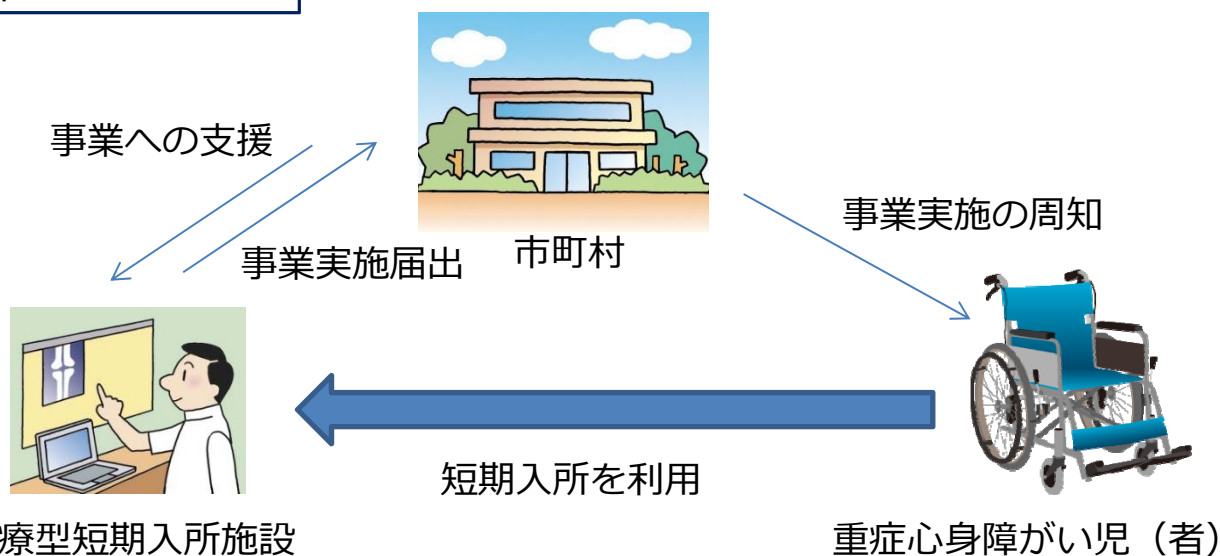 事業への支援
事業実施の周知
事業実施届出
市町村
短期入所を利用
療型短期入所施設
重症心身障がい児（者）